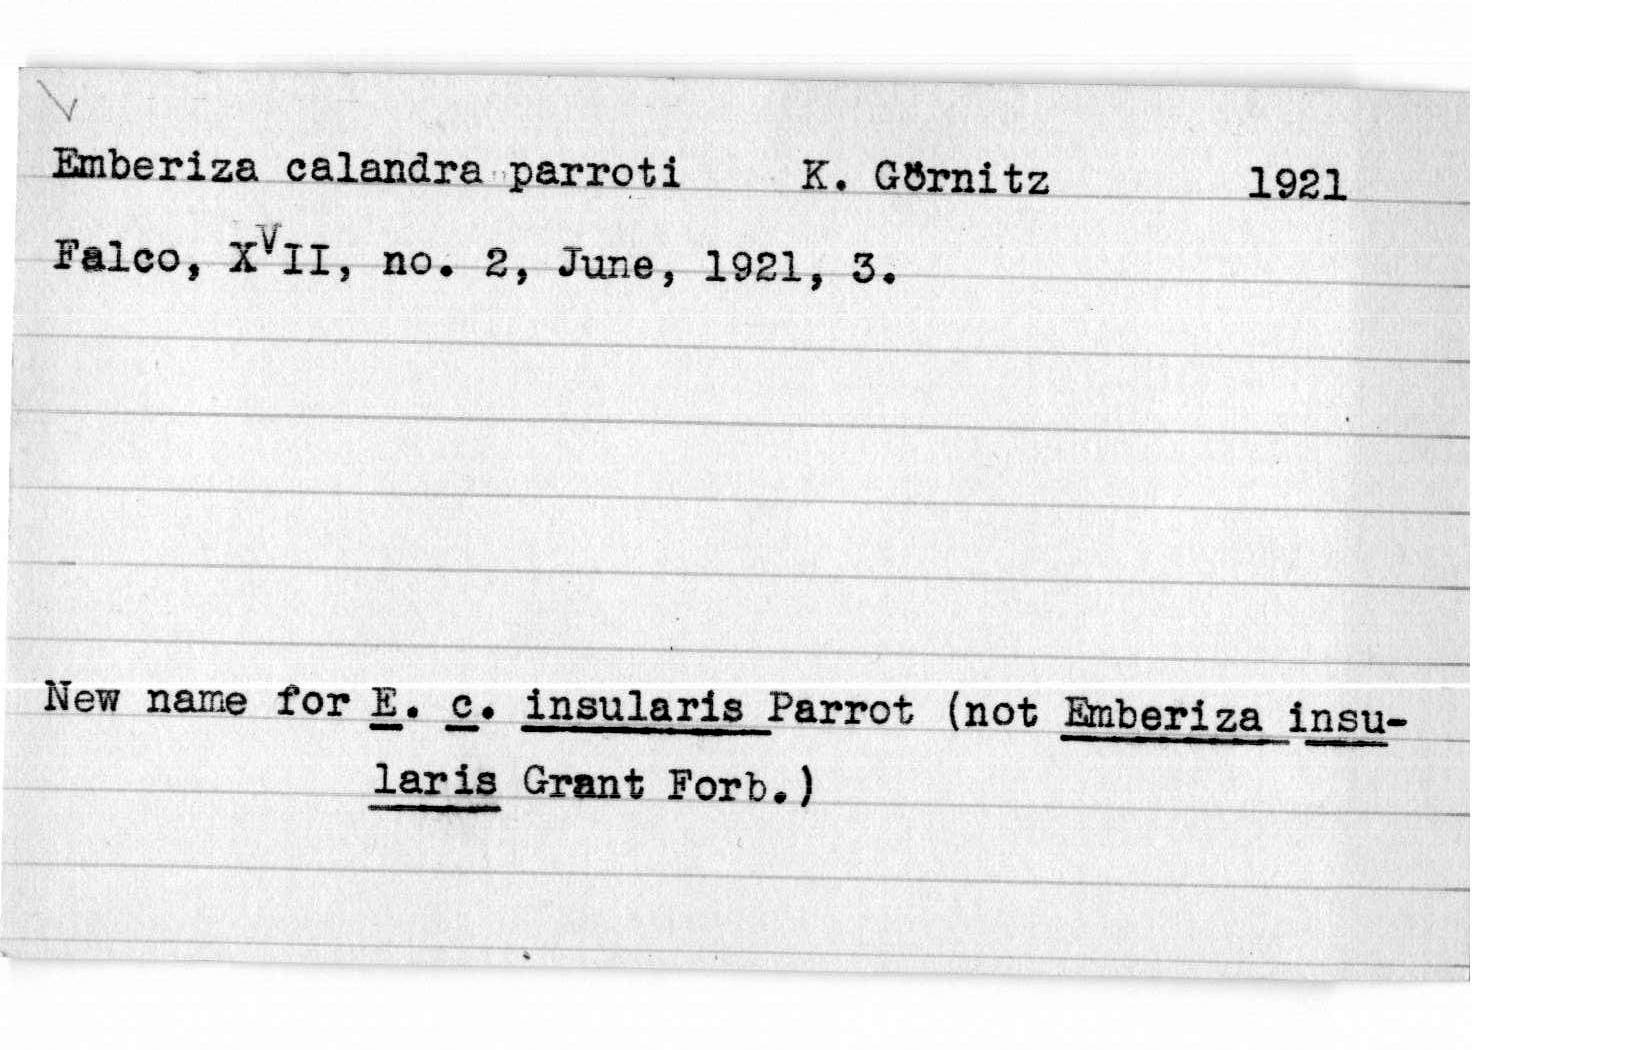 Emberiza calandra parroti K. Görnitz 1921
Falco, XVII, no. 2, June, 1921, 3.
New name for E. c. insularis Parrot (not Emberiza insu-
laris Grant Forb.)